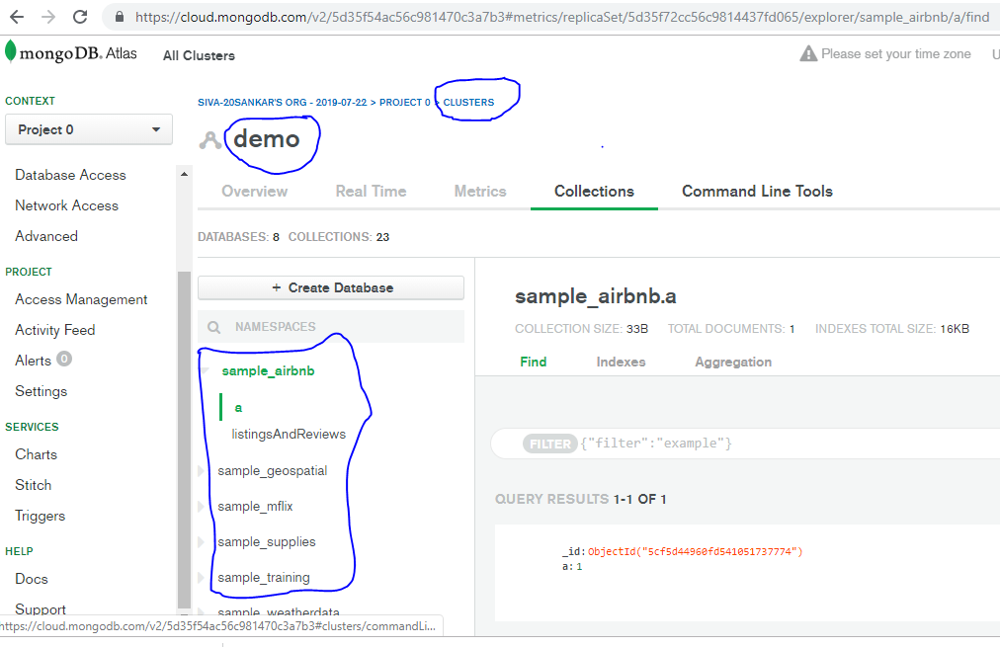 https://cloud.mongodb.com/v2/5d35f54ac56c981470c3a7b3#metrics/replicaSet/5d35f72cc56c9814437fd065/explorer/sample_airbnb/a/find
mongoDB. Atlas
All Clusters
Please set your time zone
U
CONTEXT
Project 0
Database Access
Network Access
Advanced
PROJECT
Access Management
Activity Feed
Alerts 0
Settings
SERVICES
Charts
Stitch
Triggers
HELP
Docs
Support
https://cloud.mongodb.com/v2/5d35f54ac56c981470c3a7b3#clusters/commandLi...
SIVA-20SANKAR'S ORG - 2019-07-22 > PROJECT 0 > CLUSTERS
demo
Overview Real Time Metrics Collections Command Line Tools
DATABASES: 8 COLLECTIONS: 23
+ Create Database
NAMESPACES
sample_airbnb
a
listingsAndReviews
sample_geospatial
sample_mflix
sample_supplies
sample_training
sample_weatherdata
sample_airbnb.a
COLLECTION SIZE: 33B TOTAL DOCUMENTS: 1 INDEXES TOTAL SIZE: 16KB
Find Indexes Aggregation
FILTER {"filter":"example"}
QUERY RESULTS 1-1 OF 1
_id: ObjectId("5cf5d44960fd541051737774")
a: 1